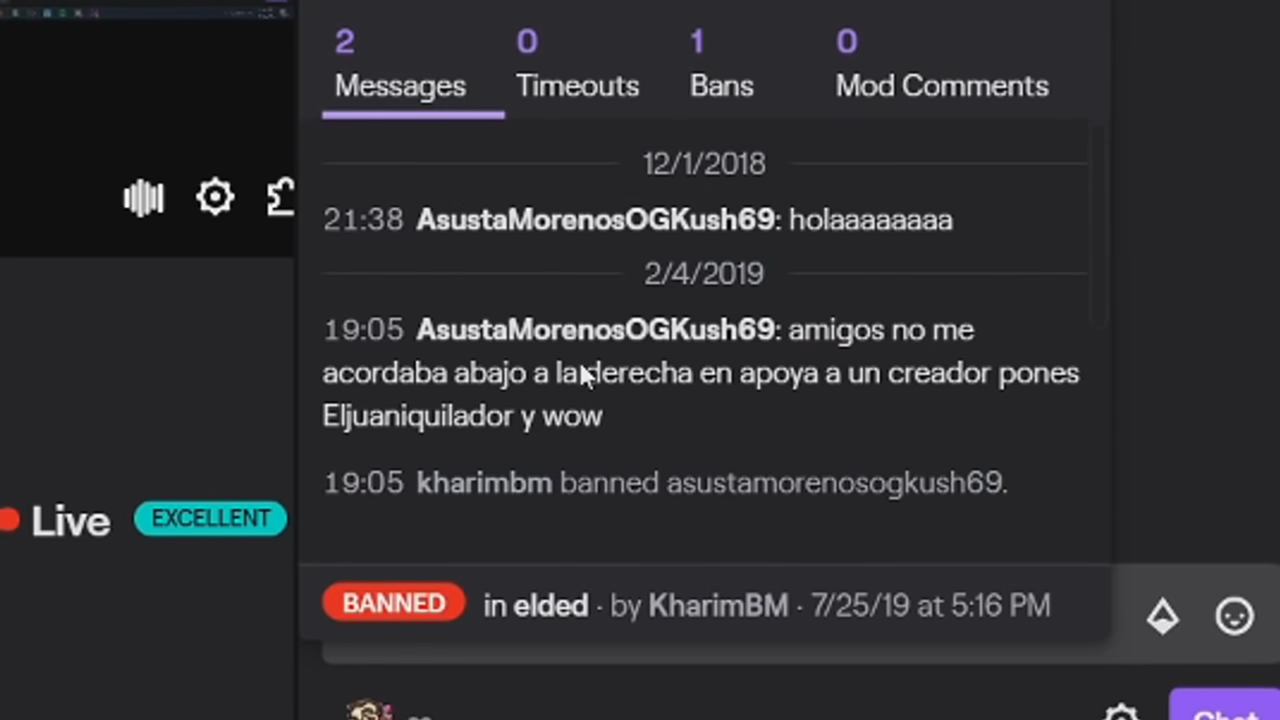 2 0 1 0
Messages Timeouts Bans Mod Comments
12/1/2018
21:38 AsustaMorenosOGKush69: holaaaaaaaaa
2/4/2019
19:05 AsustaMorenosOGKush69: amigos no me
acordaba abajo a la derecha en apoya a un creador pones
Eljuaniquilador y wow
19:05 kharimbm banned asustamorenosogkush69.
Live EXCELLENT
BANNED in elded · by KharimBM · 7/25/19 at 5:16 PM
Chat